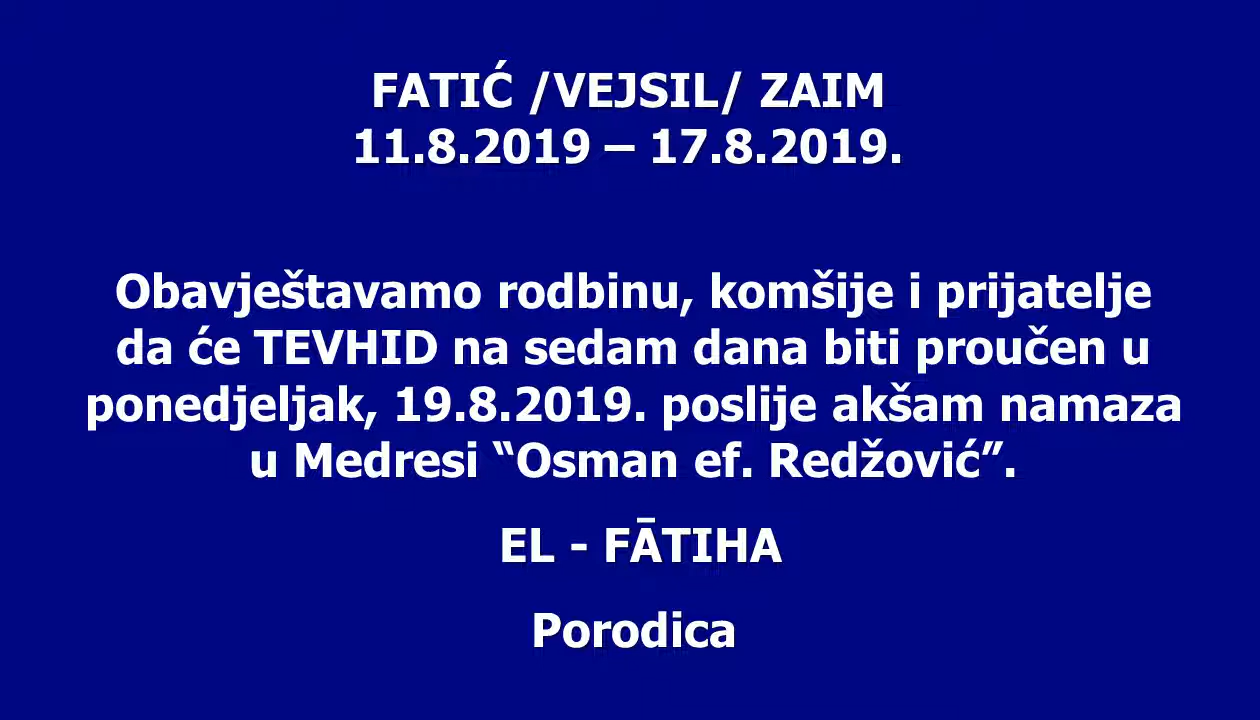 FATIĆ /VEJSIL/ ZAIM
11.8.2019 – 17.8.2019.
Obavještavamo rodbinu, komšije i prijatelje
da će TEVHID na sedam dana biti proučen u
ponedjeljak, 19.8.2019. poslije akšam namaza
u Medresi “Osman ef. Redžović”.
EL - FĀTIHA
Porodica